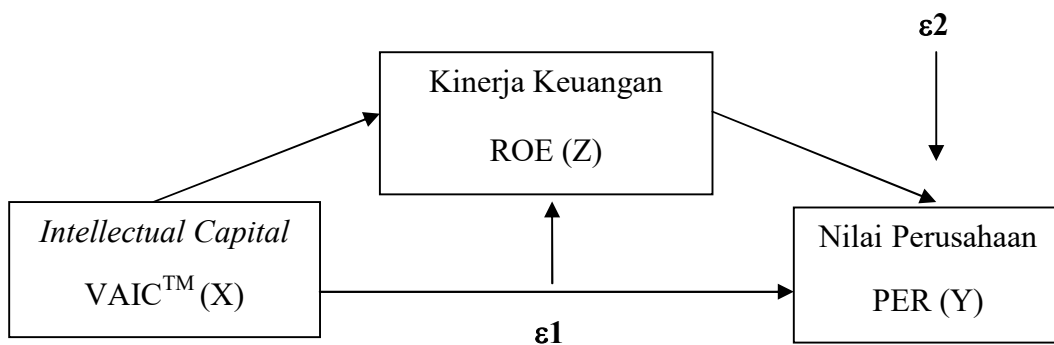 ε2
Kinerja Keuangan
ROE (Z)
Intellectual Capital
VAIC™ (X)
Nilai Perusahaan
PER (Y)
ε1